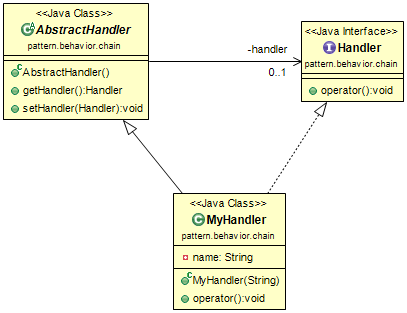 <<Java Class>>
AbstractHandler
pattern.behavior.chain
AbstractHandler()
getHandler():Handler
setHandler(Handler):void
-handler
0..1
<<Java Interface>>
Handler
pattern.behavior.chain
operator():void
<<Java Class>>
MyHandler
pattern.behavior.chain
name: String
MyHandler(String)
operator():void